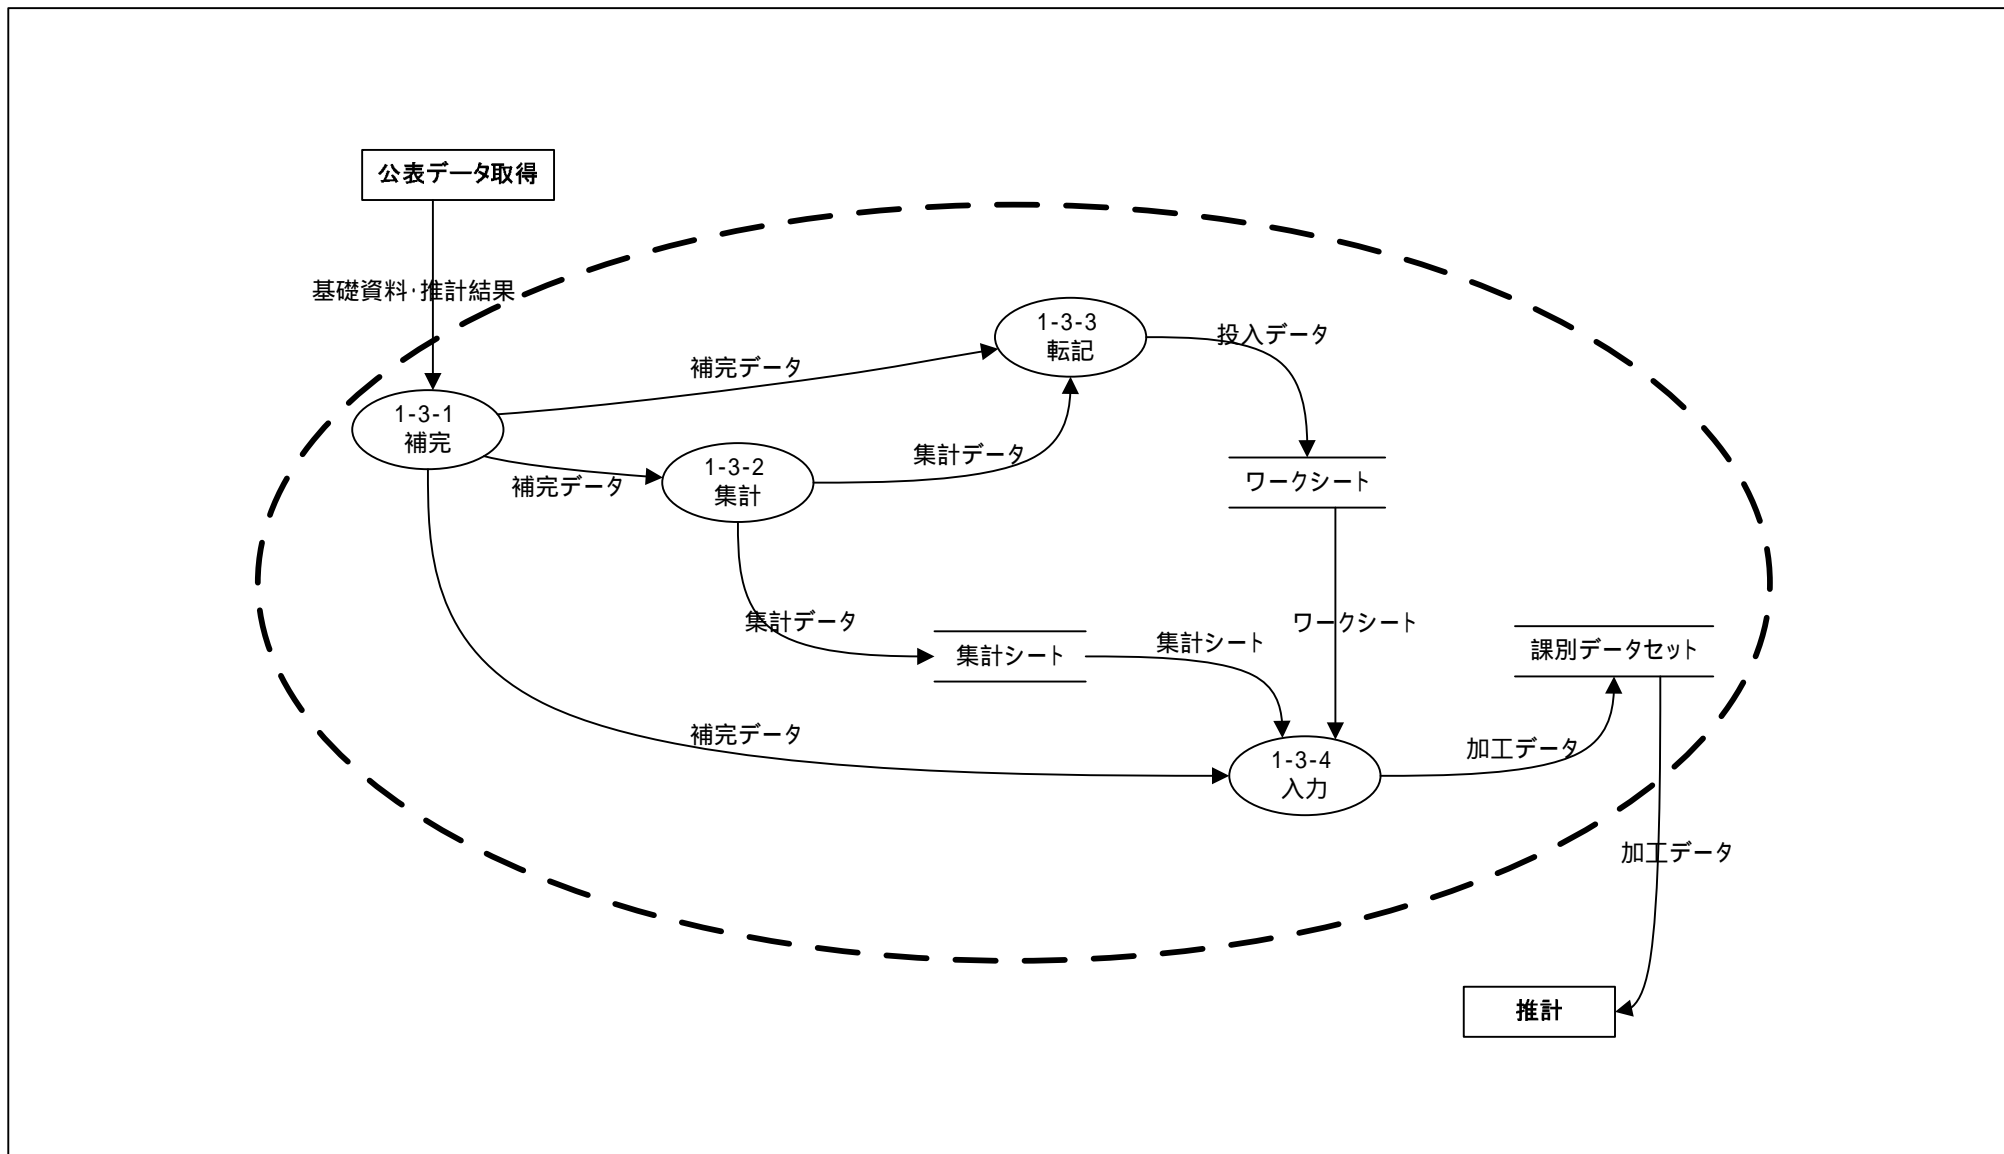 公表データ取得
基礎資料・推計結果
1-3-3
転記
投入データ
補完データ
1-3-1
補完
集計データ
1-3-2
集計
補完データ
ワークシート
集計データ
集計シート
集計シート
ワークシート
課別データセット
補完データ
加工データ
1-3-4
入力
加工データ
推計